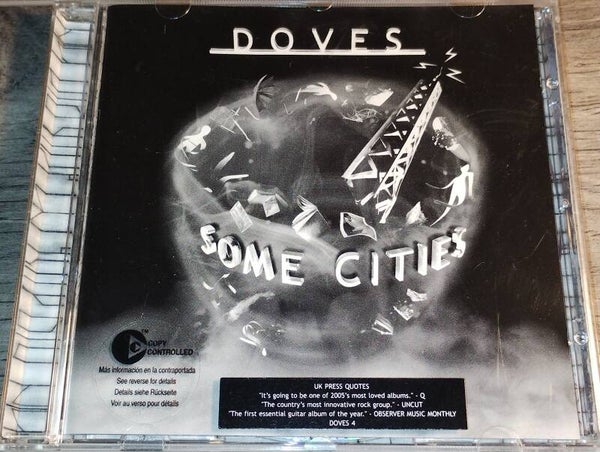 DOVES
SOME CITIES
TM
COPY
CONTROLLED
Más información en la contraportada
See reverse for details
Details siehe Rückseite
Voir au verso pour détails
UK PRESS QUOTES
"It's going to be one of 2005's most loved albums." - Q
"The country's most innovative rock group." - UNCUT
"The first essential guitar album of the year." - OBSERVER MUSIC MONTHLY
DOVES 4